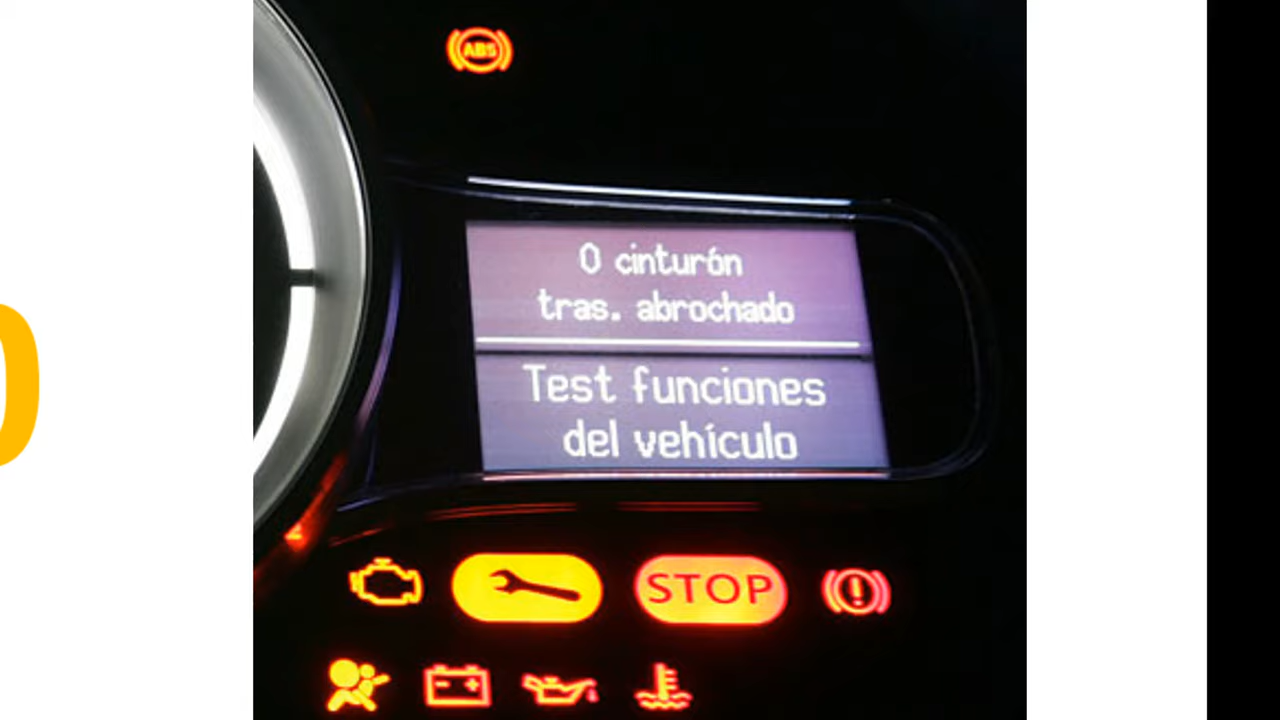 ABS
0 cinturón
tras. abrochado
Test funciones
del vehículo
STOP